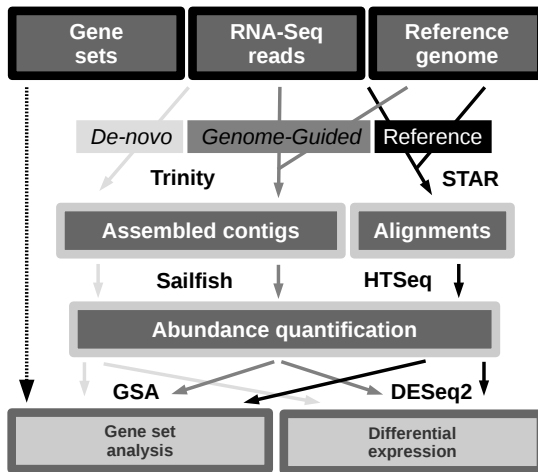 Gene sets
RNA-Seq reads
Reference genome
De-novo
Genome-Guided
Reference
Trinity
STAR
Assembled contigs
Alignments
Sailfish
HTSeq
Abundance quantification
GSA
DESeq2
Gene set analysis
Differential expression